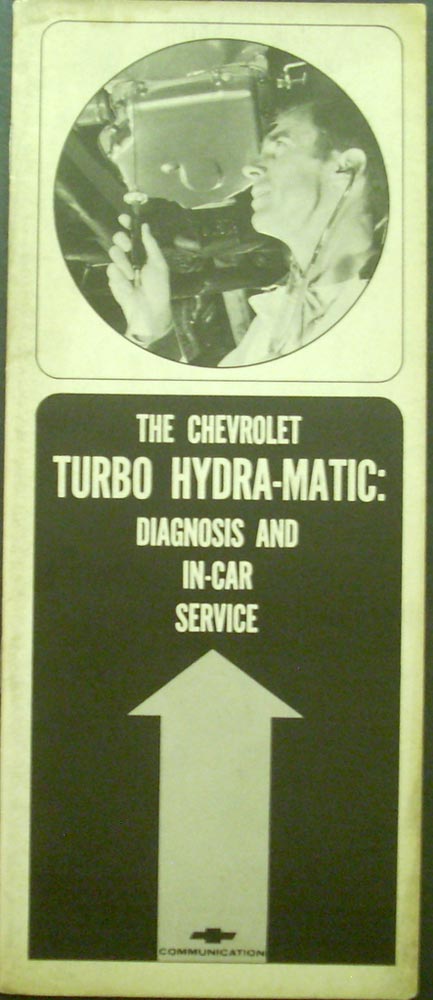 THE CHEVROLET
TURBO HYDRA-MATIC:
DIAGNOSIS AND
IN-CAR
SERVICE
COMMUNICATION